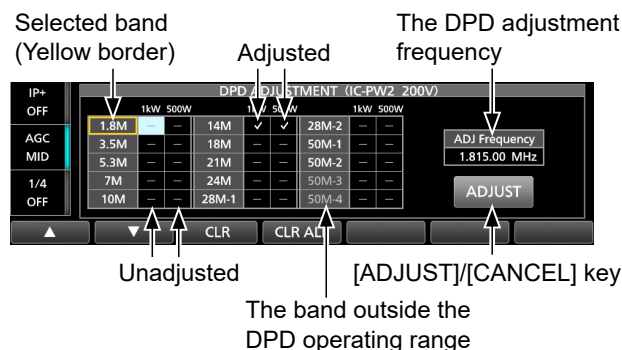 Selected band
(Yellow border)
Adjusted
The DPD adjustment
frequency
IP+
OFF
AGC
MID
1/4
OFF
DPD ADJUSTMENT (IC-PW2 200V)
1kW 500W 1kW 500W 1kW 500W
1.8M – – 14M ✓ ✓ 28M-2 – –
3.5M – – 18M – – 50M-1 – –
5.3M – – 21M – – 50M-2 – –
7M – – 24M – – 50M-3 – –
10M – – 28M-1 – – 50M-4 – –
ADJ Frequency
1.815.00 MHz
ADJUST
▲ ▼ CLR CLR ALL
Unadjusted
[ADJUST]/[CANCEL] key
The band outside the
DPD operating range